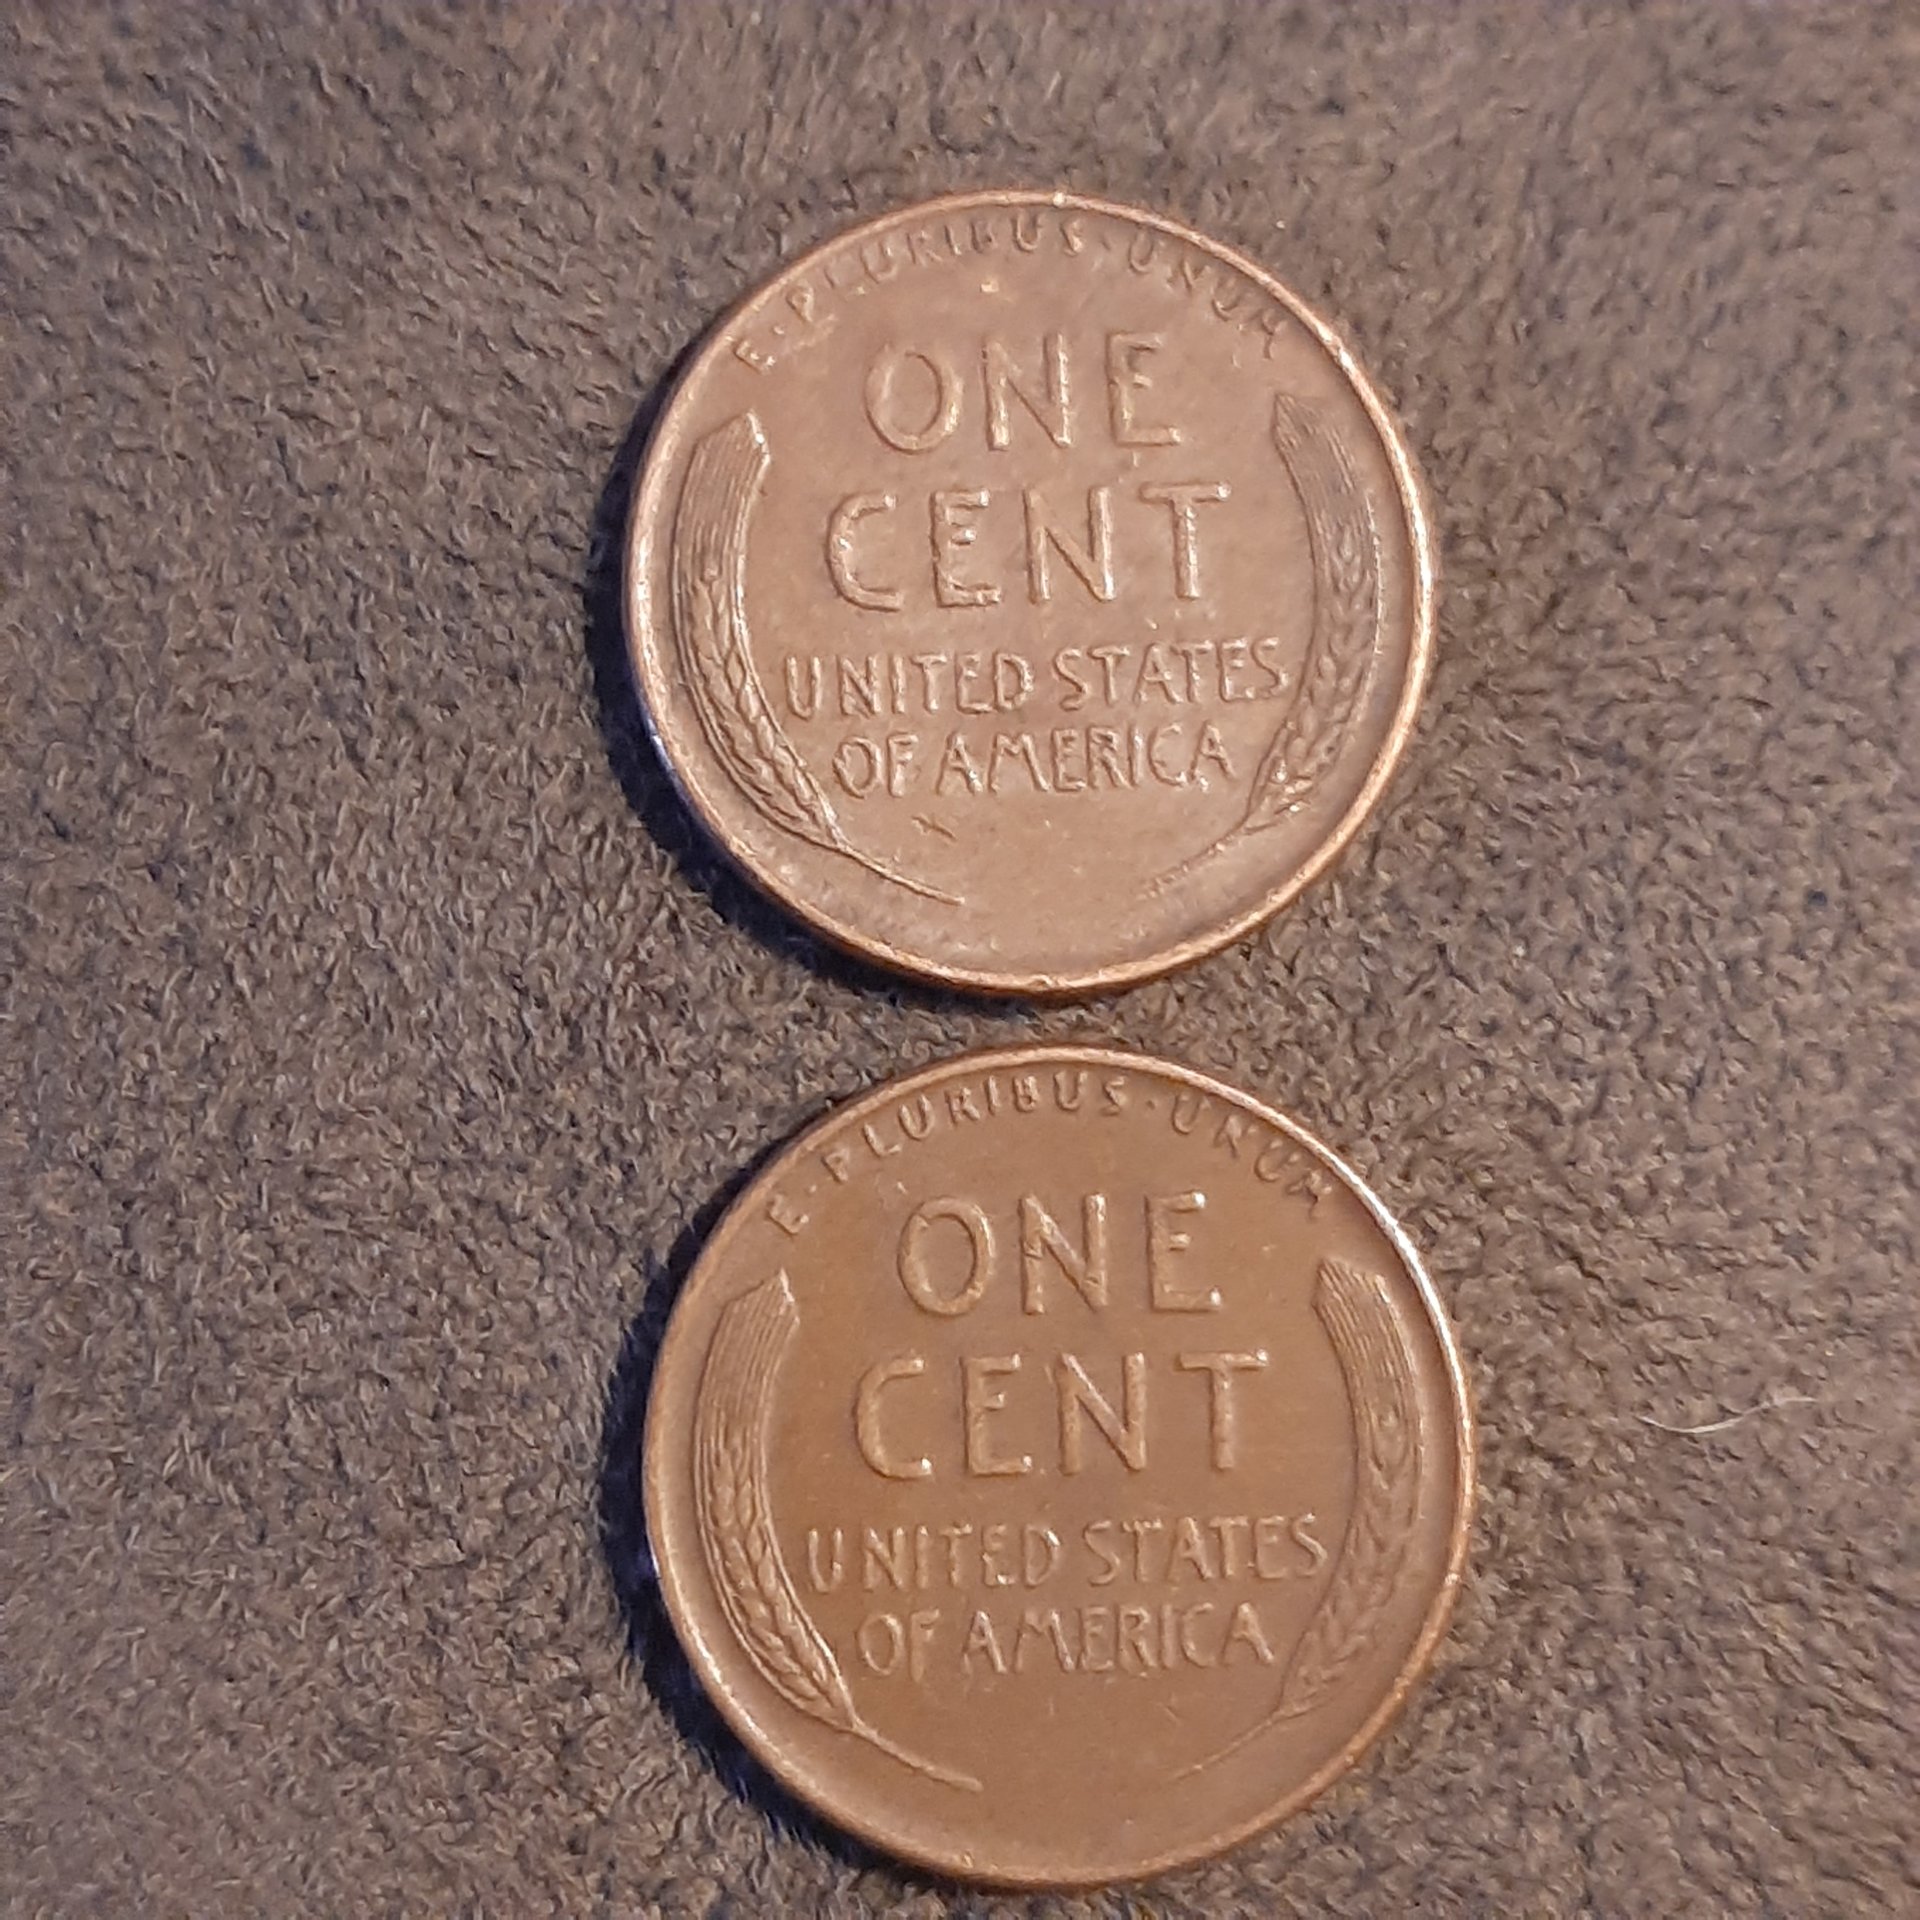 E·PLURIBUS·UNUM
ONE
CENT
UNITED STATES
OF AMERICA
E·PLURIBUS·UNUM
ONE
CENT
UNITED STATES
OF AMERICA